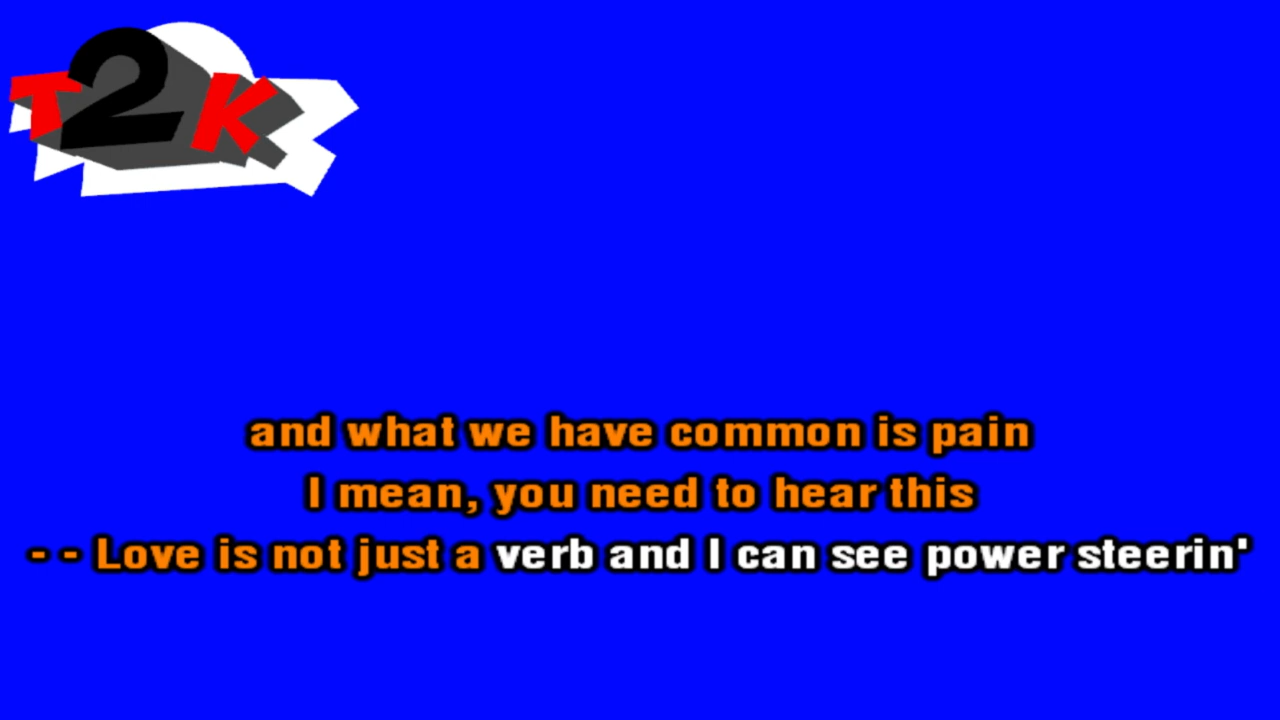 T2K
and what we have common is pain
I mean, you need to hear this
- - Love is not just a verb and I can see power steerin'